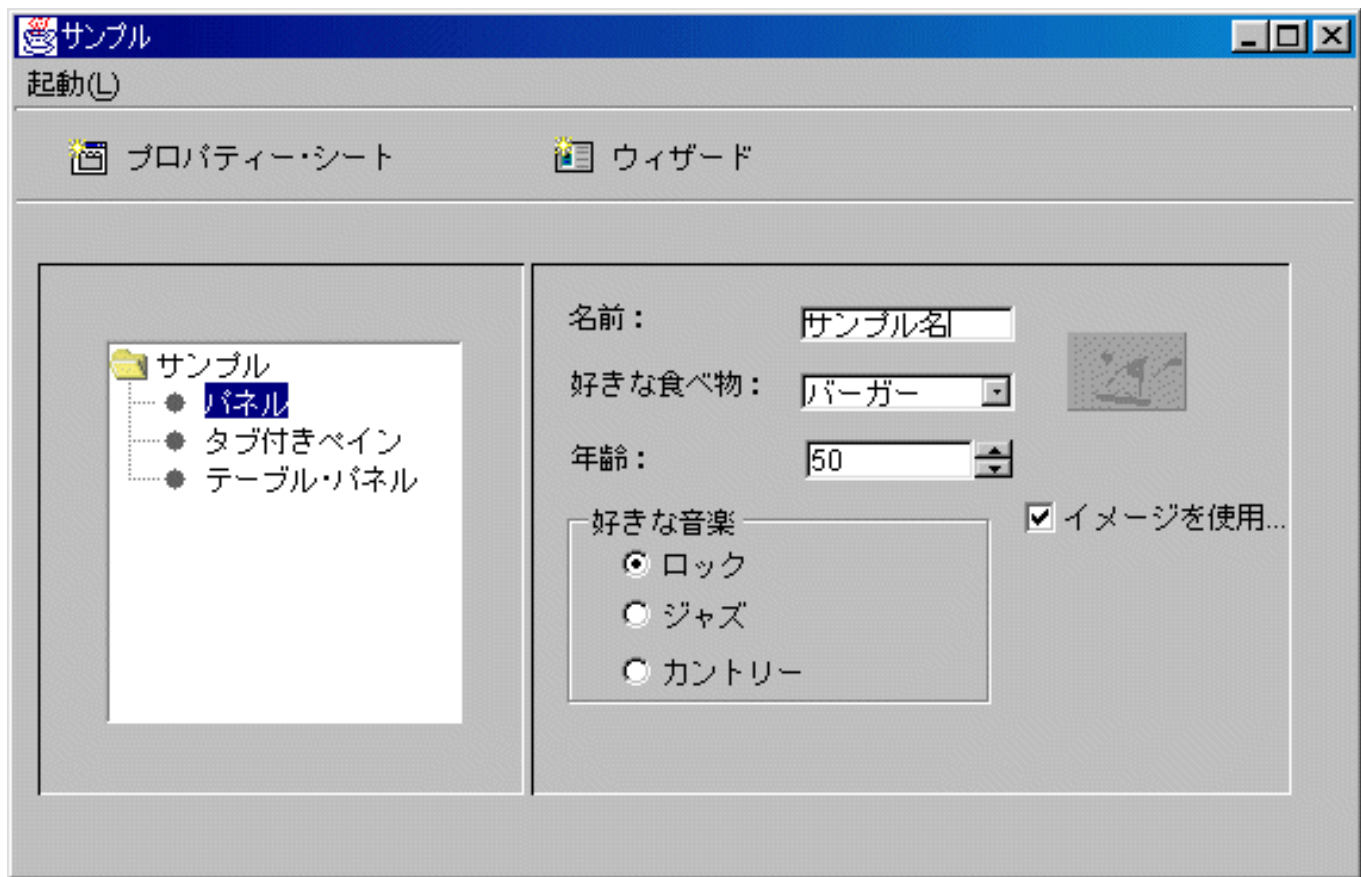 サンプル
起動(L)
プロパティー・シート ウィザード
サンプル
パネル
タブ付きペイン
テーブル・パネル
名前：
サンプル名
好きな食べ物：
バーガー
年齢：
50
イメージを使用...
好きな音楽
ロック
ジャズ
カントリー